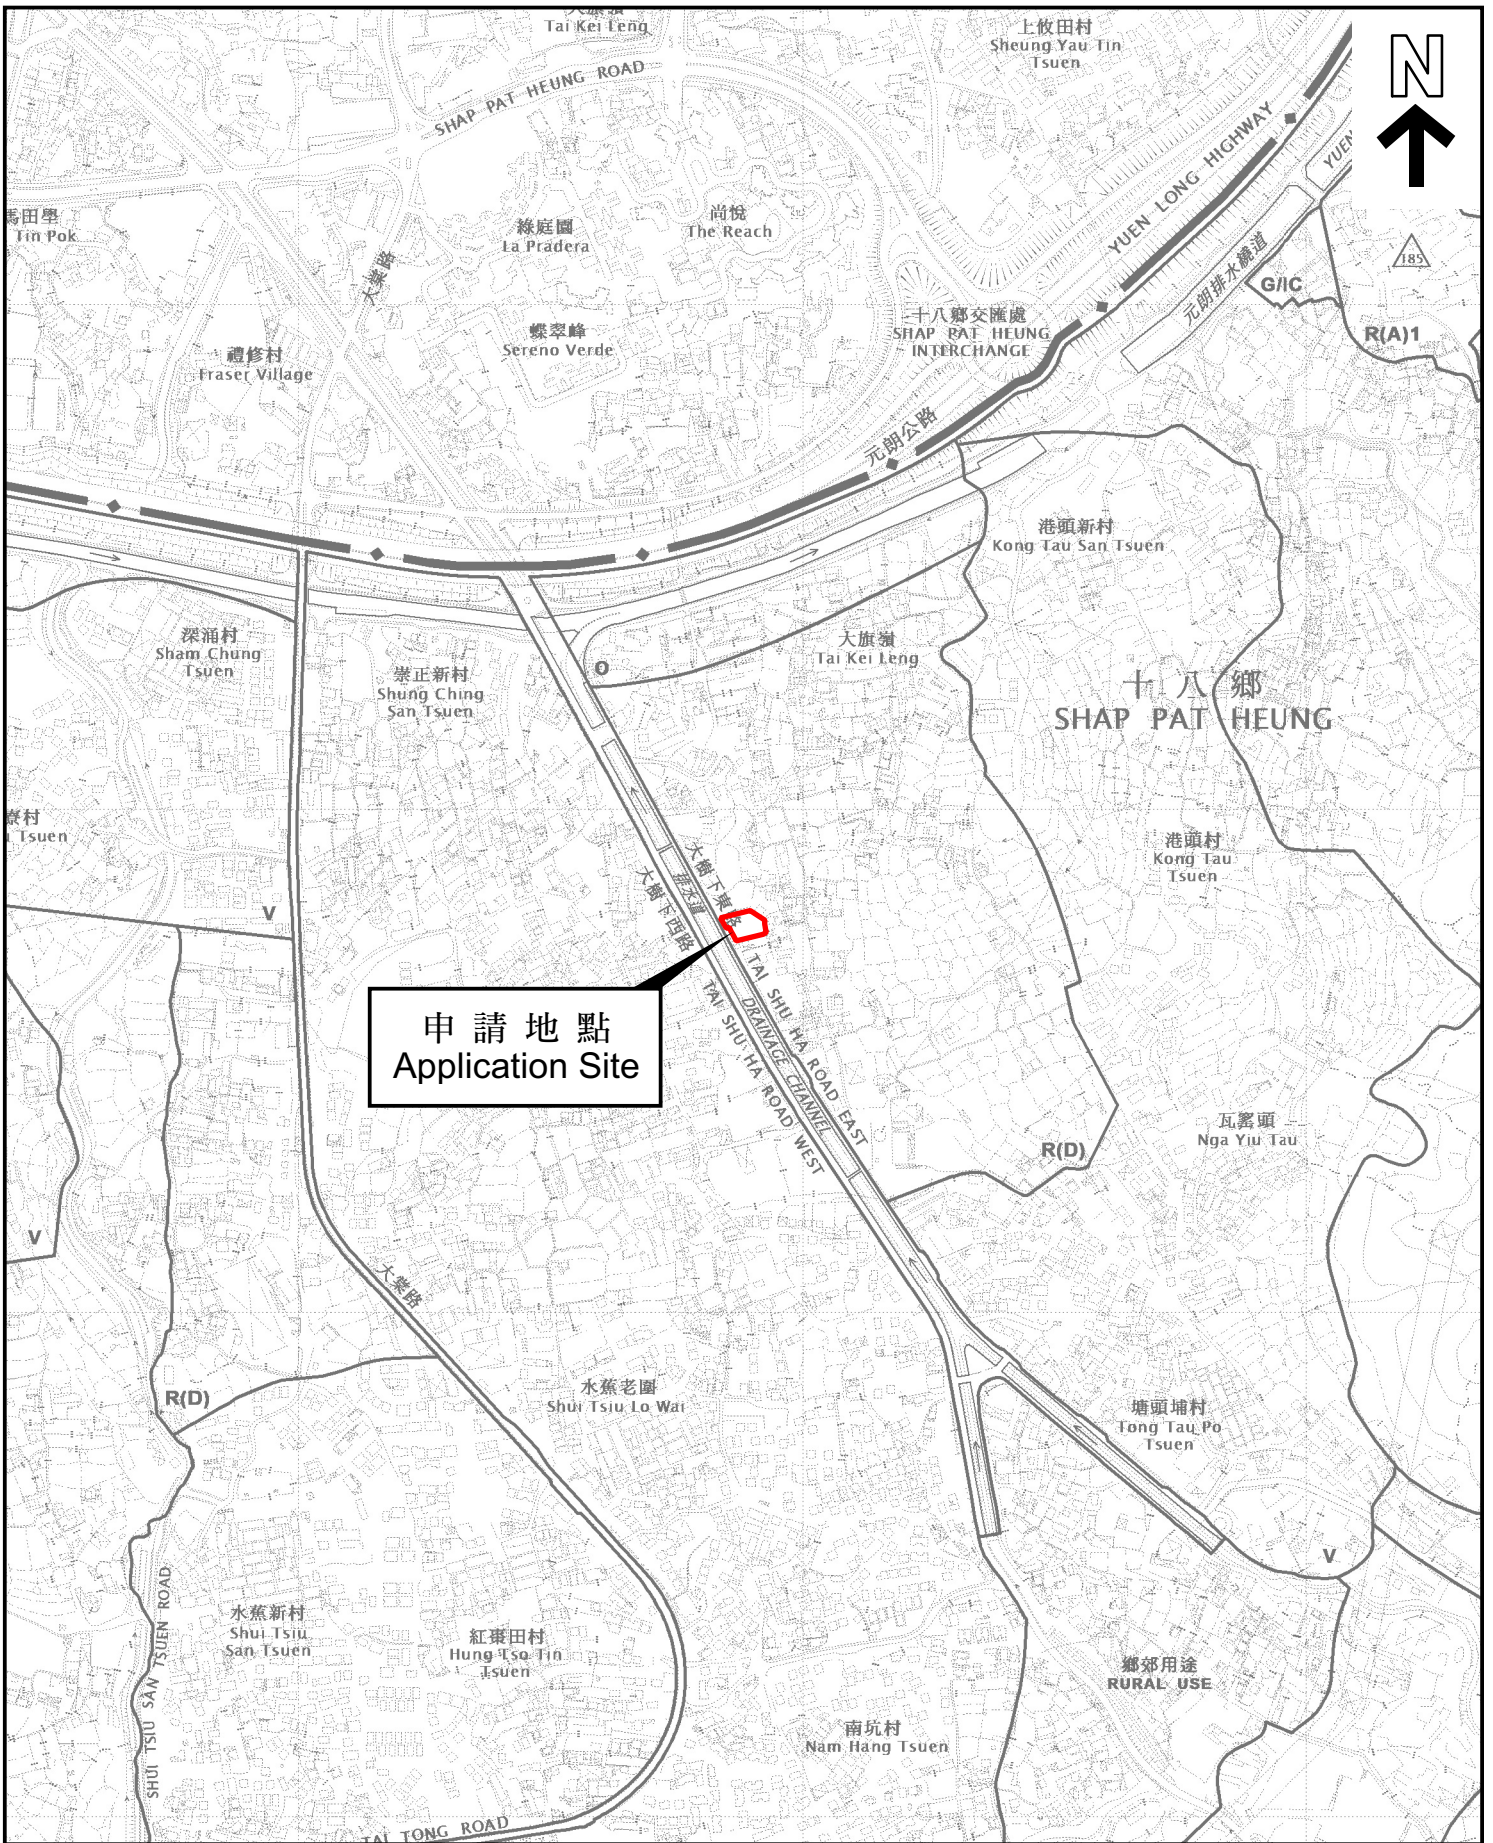 Tai Kei Leng
上攸田村
Sheung Yau Tin
Tsuen
N
SHAP PAT HEUNG ROAD
YUEN LONG HIGHWAY
馬田壆
Tin Pok
綠庭園
La Pradera
尚悅
The Reach
大棠路
元朗排水繞道
185
G/IC
R(A)1
十八鄉交匯處
SHAP PAT HEUNG
INTERCHANGE
蝶翠峰
Sereno Verde
禮修村
Fraser Village
元朗公路
港頭新村
Kong Tau San Tsuen
深涌村
Sham Chung
Tsuen
崇正新村
Shung Ching
San Tsuen
O
大旗嶺
Tai Kei Leng
十八鄉
SHAP PAT HEUNG
Tsuen
港頭村
Kong Tau
Tsuen
大樹下東路
排水道
大樹下西路
V
申請地點
Application Site
TAI SHU HA ROAD EAST
DRAINAGE CHANNEL
TAI SHU HA ROAD WEST
瓦窰頭
Nga Yiu Tau
R(D)
V
大棠路
R(D)
水蕉老圍
Shui Tsiu Lo Wai
塘頭埔村
Tong Tau Po
Tsuen
V
水蕉新村
Shui Tsiu
San Tsuen
SHUI TSIU SAN TSUEN ROAD
紅棗田村
Hung Tso Tin
Tsuen
鄉郊用途
RURAL USE
南坑村
Nam Hang Tsuen
TAI TONG ROAD